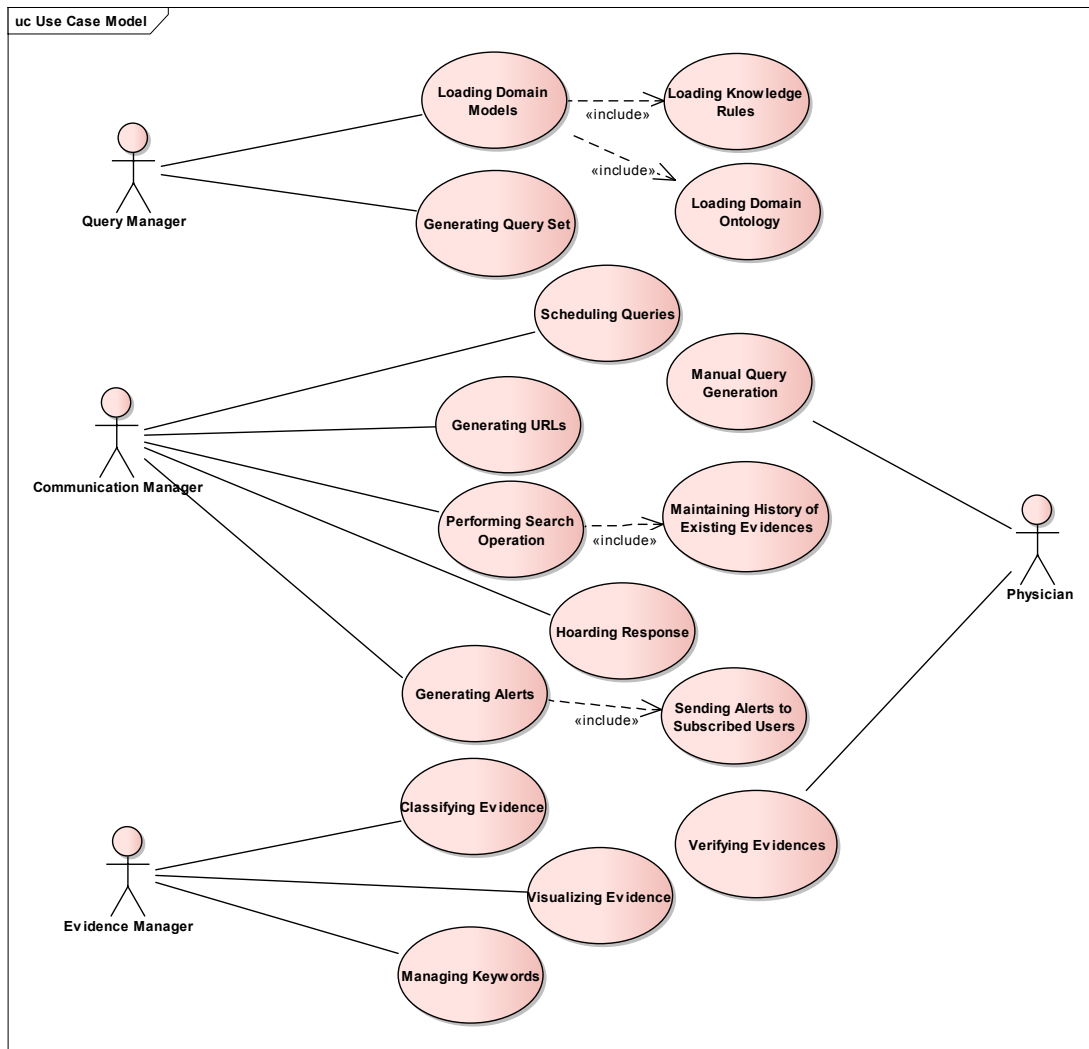 uc Use Case Model
Loading Domain
Models
«include»
Loading Knowledge
Rules
«include»
Loading Domain
Ontology
Query Manager
Generating Query Set
Scheduling Queries
Manual Query
Generation
Generating URLs
Communication Manager
Performing Search
Operation
«include»
Maintaining History of
Existing Evidences
Physician
Hoarding Response
Generating Alerts
«include»
Sending Alerts to
Subscribed Users
Classifying Evidence
Verifying Evidences
Evidence Manager
Visualizing Evidence
Managing Keywords